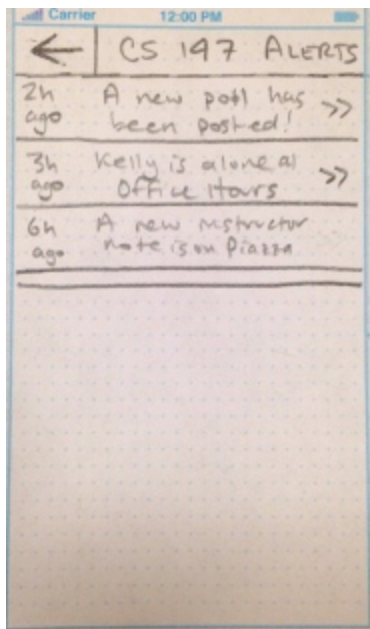 Carrier 12:00 PM
← CS 147 ALERTS
2h A new poll has >>
ago been posted!
3h Kelly is alone at >>
ago Office Hours
6h A new instructor
ago note is on Piazza